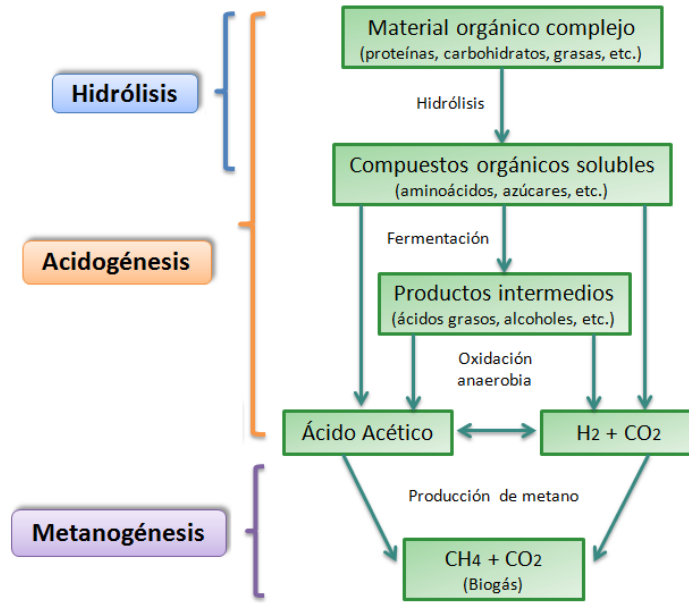 Material orgánico complejo
(proteínas, carbohidratos, grasas, etc.)
Hidrólisis
Hidrólisis
Compuestos orgánicos solubles
(aminoácidos, azúcares, etc.)
Fermentación
Acidogénesis
Productos intermedios
(ácidos grasos, alcoholes, etc.)
Oxidación
anaerobia
Ácido Acético
H2 + CO2
Producción de metano
Metanogénesis
CH4 + CO2
(Biogás)